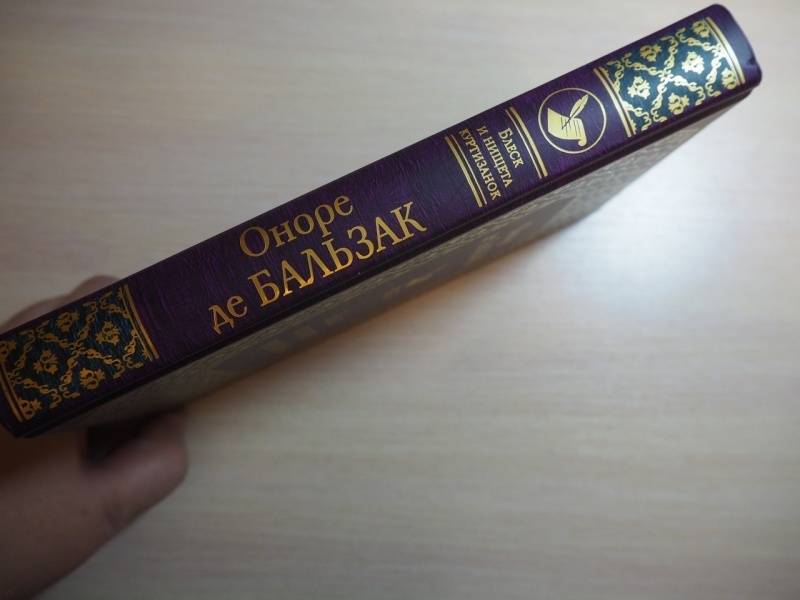 Оноре
де БАЛЬЗАК
Блеск
и нищета
куртизанок